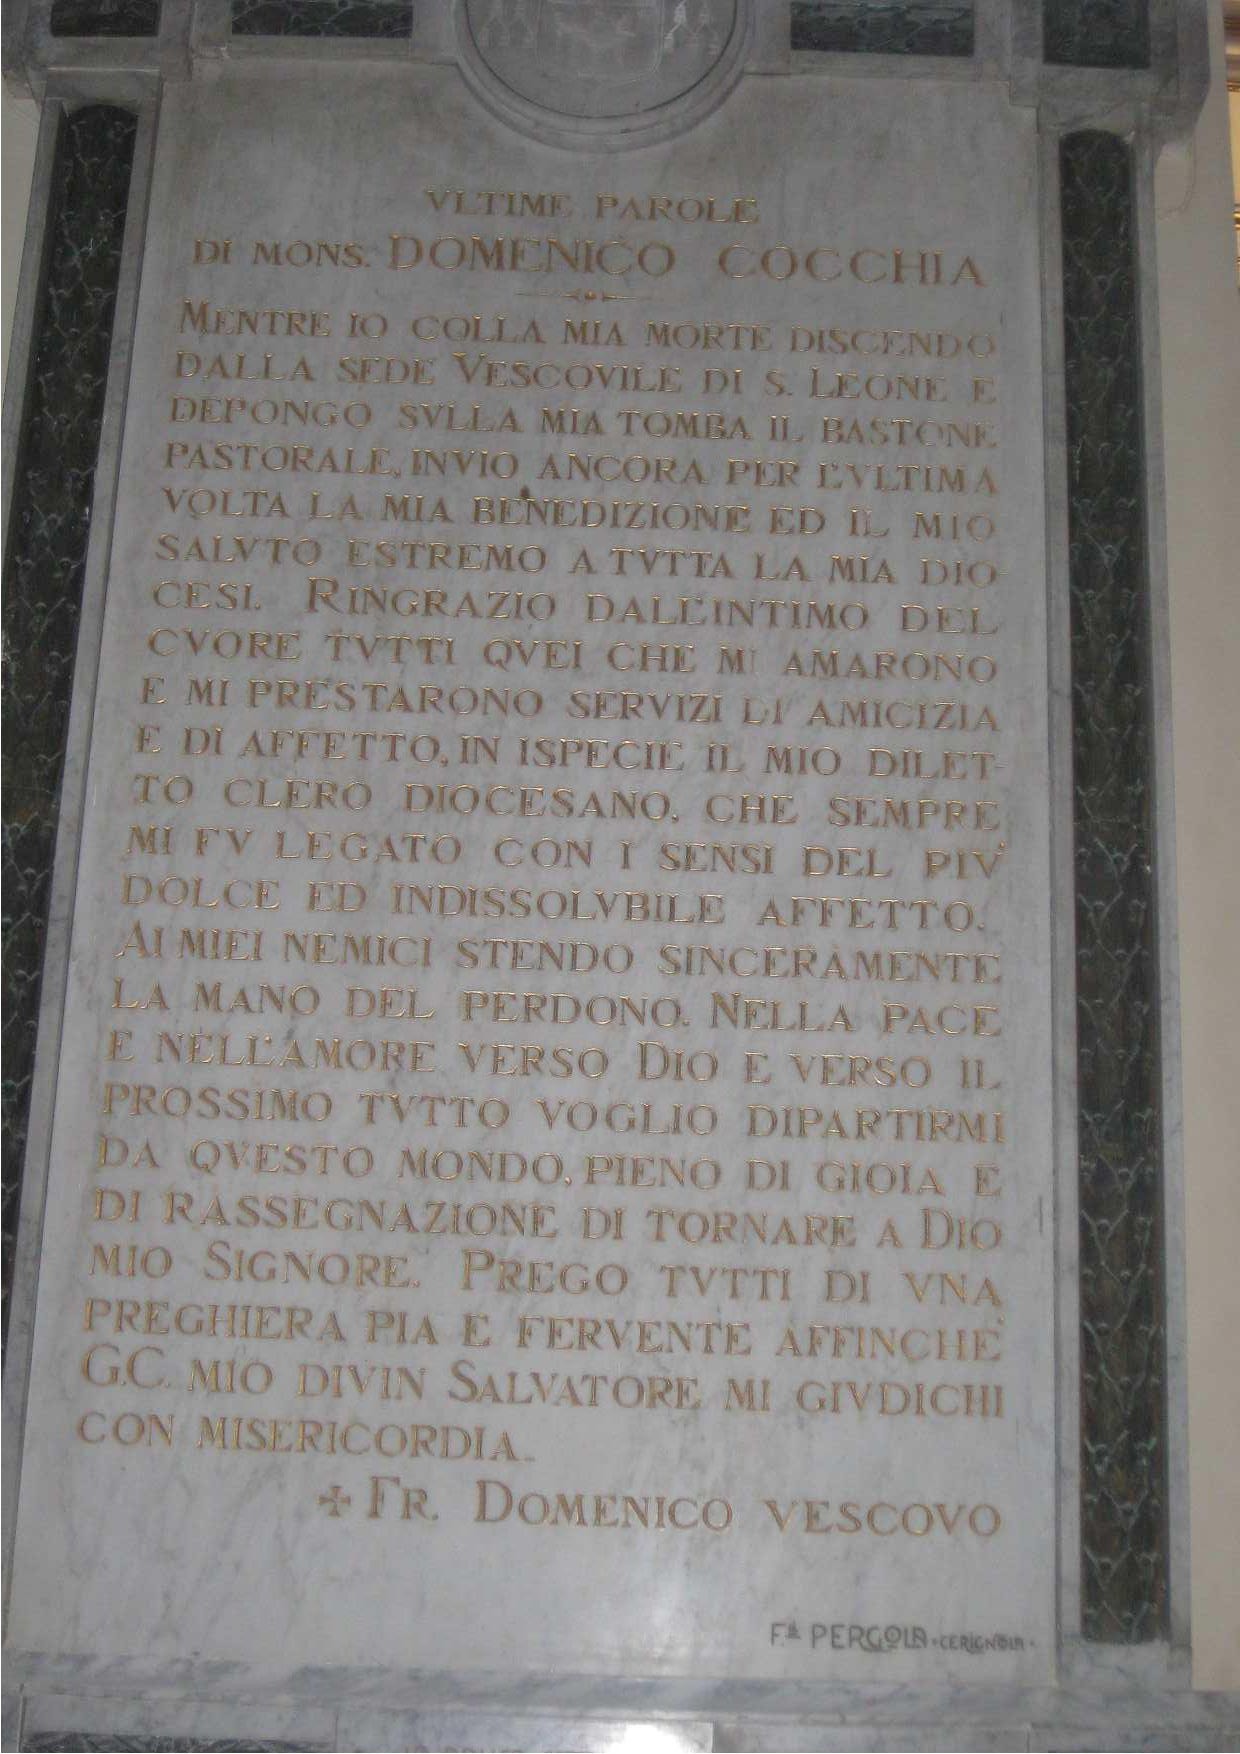 VLTIME PAROLE
DI MONS. DOMENICO COCCHIA
MENTRE IO COLLA MIA MORTE DISCENDO
DALLA SEDE VESCOVILE DI S. LEONE E
DEPONGO SVLLA MIA TOMBA IL BASTONE
PASTORALE, INVIO ANCORA PER L'VLTIMA
VOLTA LA MIA BENEDIZIONE ED IL MIO
SALVTO ESTREMO A TVTTA LA MIA DIO-
CESI. RINGRAZIO DALL'INTIMO DEL
CVORE TVTTI QVEI CHE MI AMARONO
E MI PRESTARONO SERVIZI DI AMICIZIA
E DI AFFETTO, IN ISPECIE IL MIO DILET-
TO CLERO DIOCESANO, CHE SEMPRE
MI FV LEGATO CON I SENSI DEL PIV'
DOLCE ED INDISSOLVBILE AFFETTO.
AI MIEI NEMICI STENDO SINCERAMENTE
LA MANO DEL PERDONO. NELLA PACE
E NELL'AMORE VERSO DIO E VERSO IL
PROSSIMO TVTTO VOGLIO DIPARTIRMI
DA QVESTO MONDO, PIENO DI GIOIA E
DI RASSEGNAZIONE DI TORNARE A DIO
MIO SIGNORE. PREGO TVTTI DI VNA
PREGHIERA PIA E FERVENTE AFFINCHE'
G.C. MIO DIVIN SALVATORE MI GIVDICHI
CON MISERICORDIA.
✠ FR. DOMENICO VESCOVO
F.lli PERGOLA • CERIGNOLA •